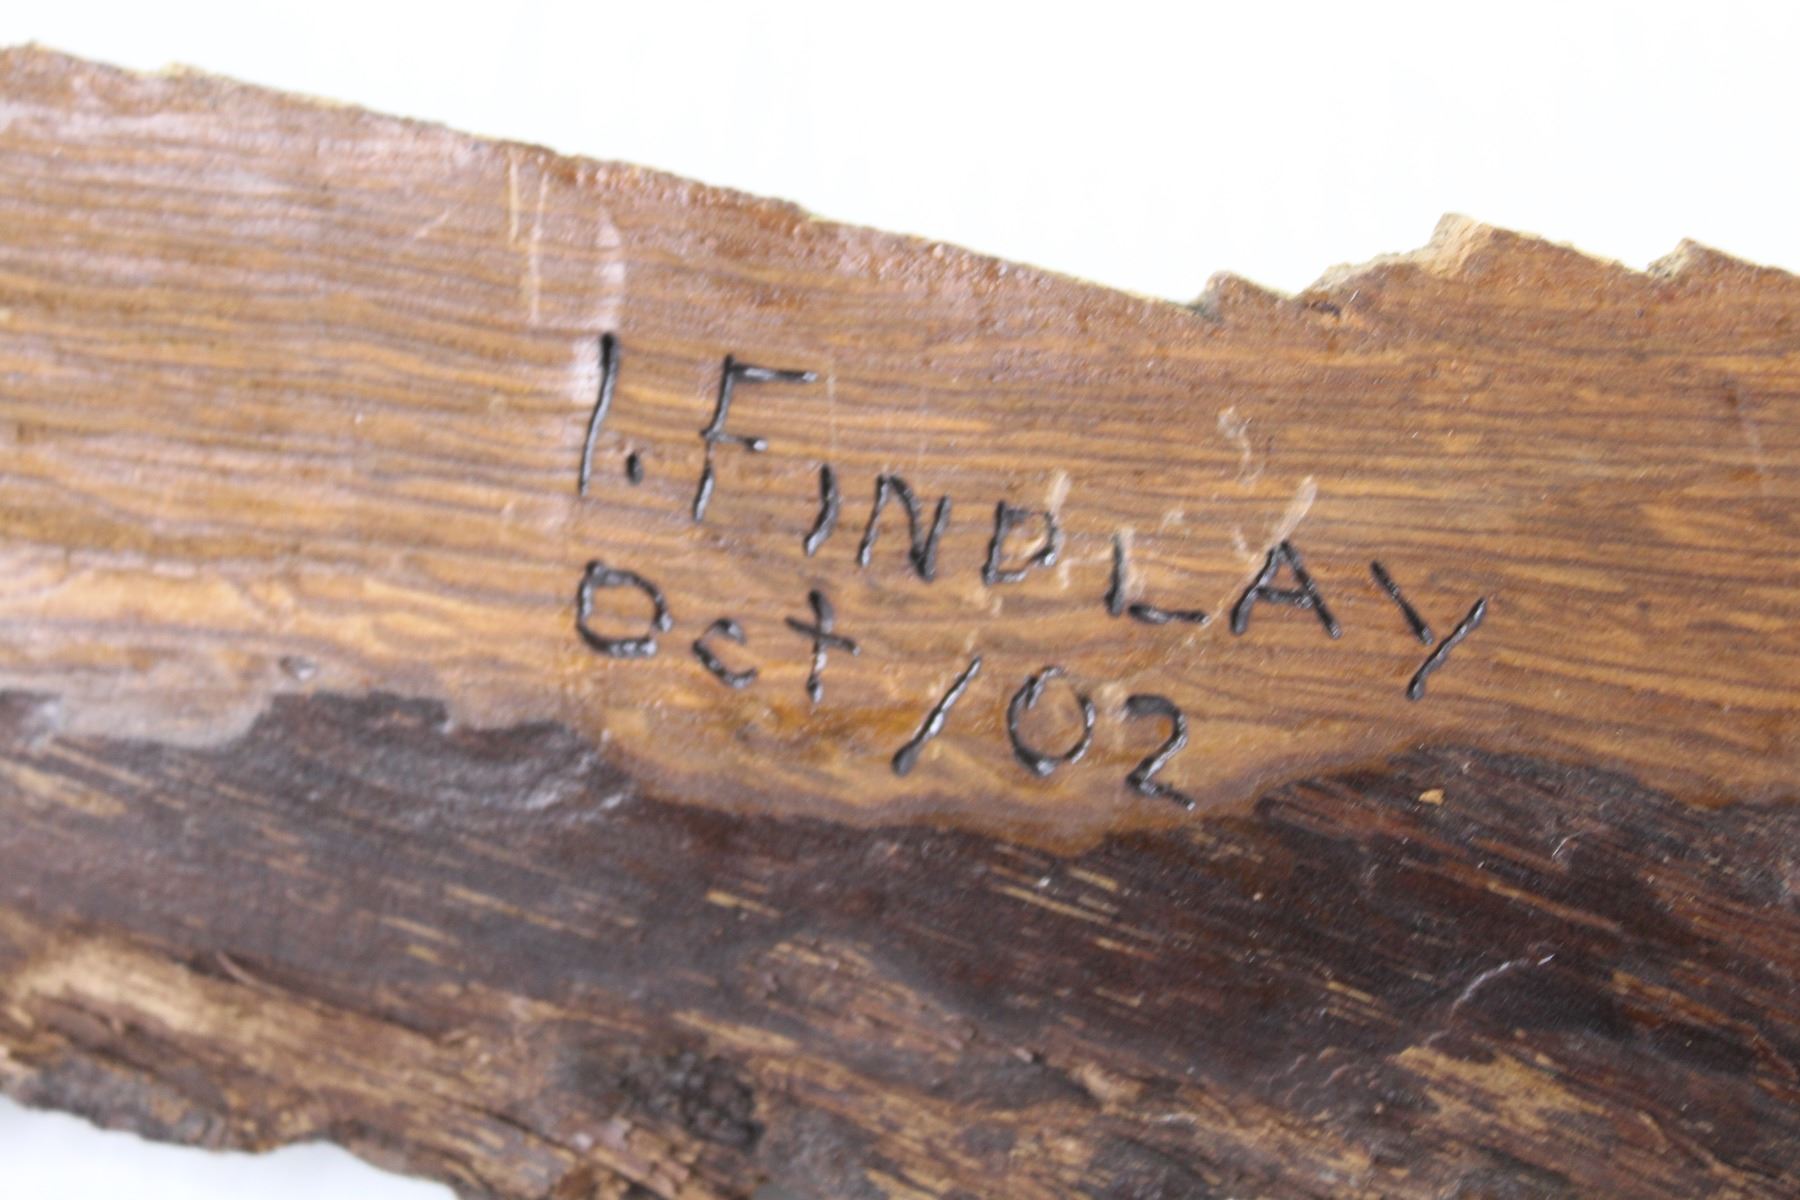 I. FINDLAY
Oct / 02